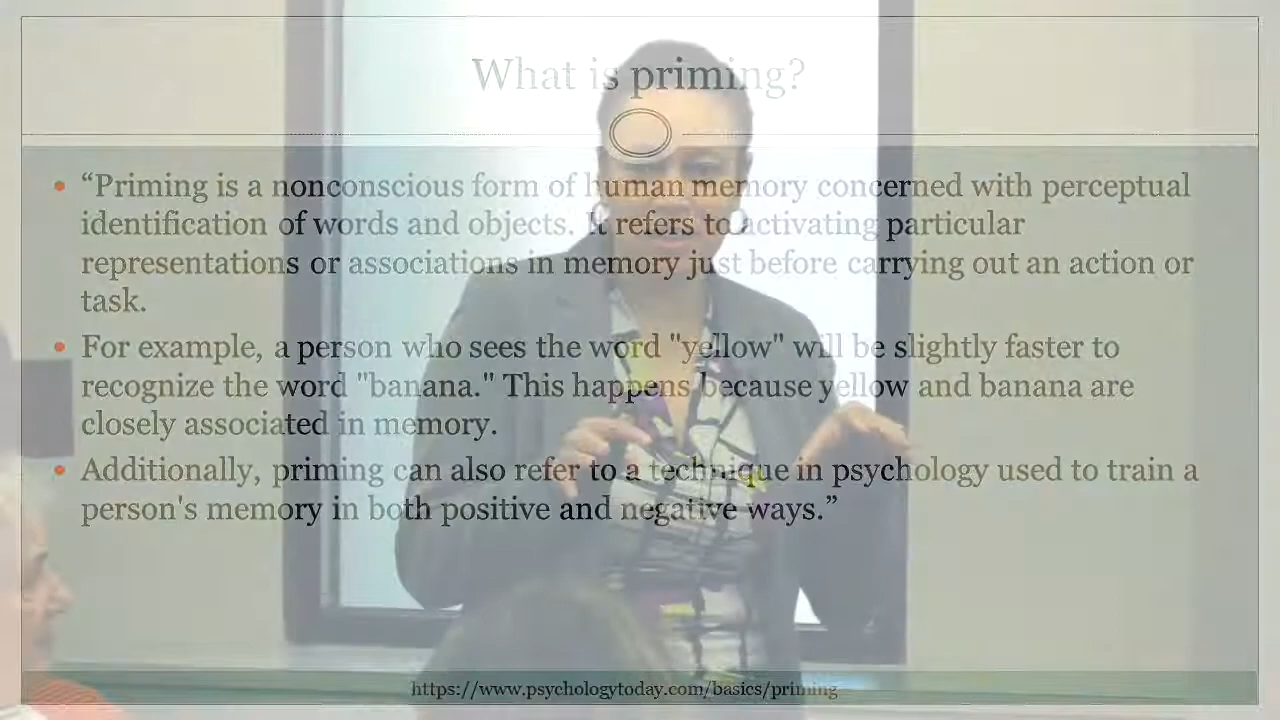 What is priming?
• “Priming is a nonconscious form of human memory concerned with perceptual
identification of words and objects. It refers to activating particular
representations or associations in memory just before carrying out an action or
task.
• For example, a person who sees the word "yellow" will be slightly faster to
recognize the word "banana." This happens because yellow and banana are
closely associated in memory.
• Additionally, priming can also refer to a technique in psychology used to train a
person's memory in both positive and negative ways.”
https://www.psychologytoday.com/basics/priming